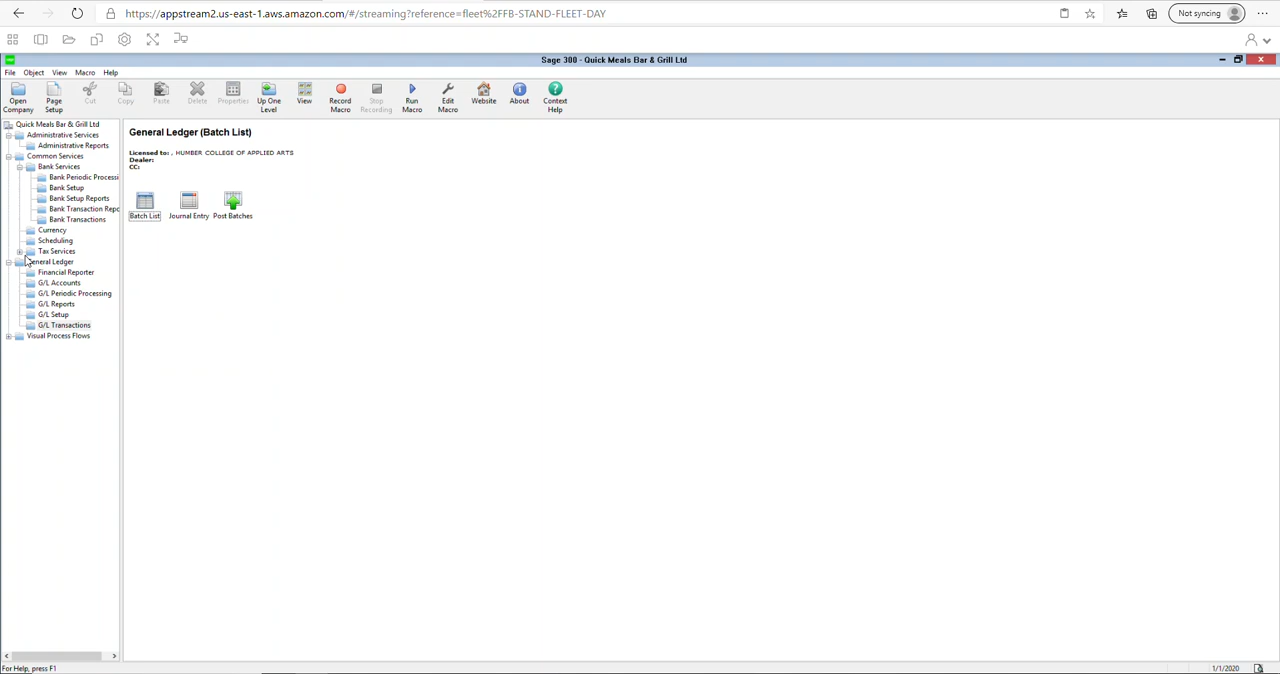 https://appstream2.us-east-1.aws.amazon.com/#/streaming?reference=fleet%2FFB-STAND-FLEET-DAY
Not syncing
Sage 300 - Quick Meals Bar & Grill Ltd
File Object View Macro Help
Open Company
Page Setup
Cut
Copy
Paste
Delete
Properties
Up One Level
View
Record Macro
Stop Recording
Run Macro
Edit Macro
Website
About
Context Help
Quick Meals Bar & Grill Ltd
Administrative Services
Administrative Reports
Common Services
Bank Services
Bank Periodic Processi
Bank Setup
Bank Setup Reports
Bank Transaction Repo
Bank Transactions
Currency
Scheduling
Tax Services
eneral Ledger
Financial Reporter
G/L Accounts
G/L Periodic Processing
G/L Reports
G/L Setup
G/L Transactions
Visual Process Flows
General Ledger (Batch List)
Licensed to: , HUMBER COLLEGE OF APPLIED ARTS
Dealer:
CC:
Batch List
Journal Entry
Post Batches
For Help, press F1
1/1/2020